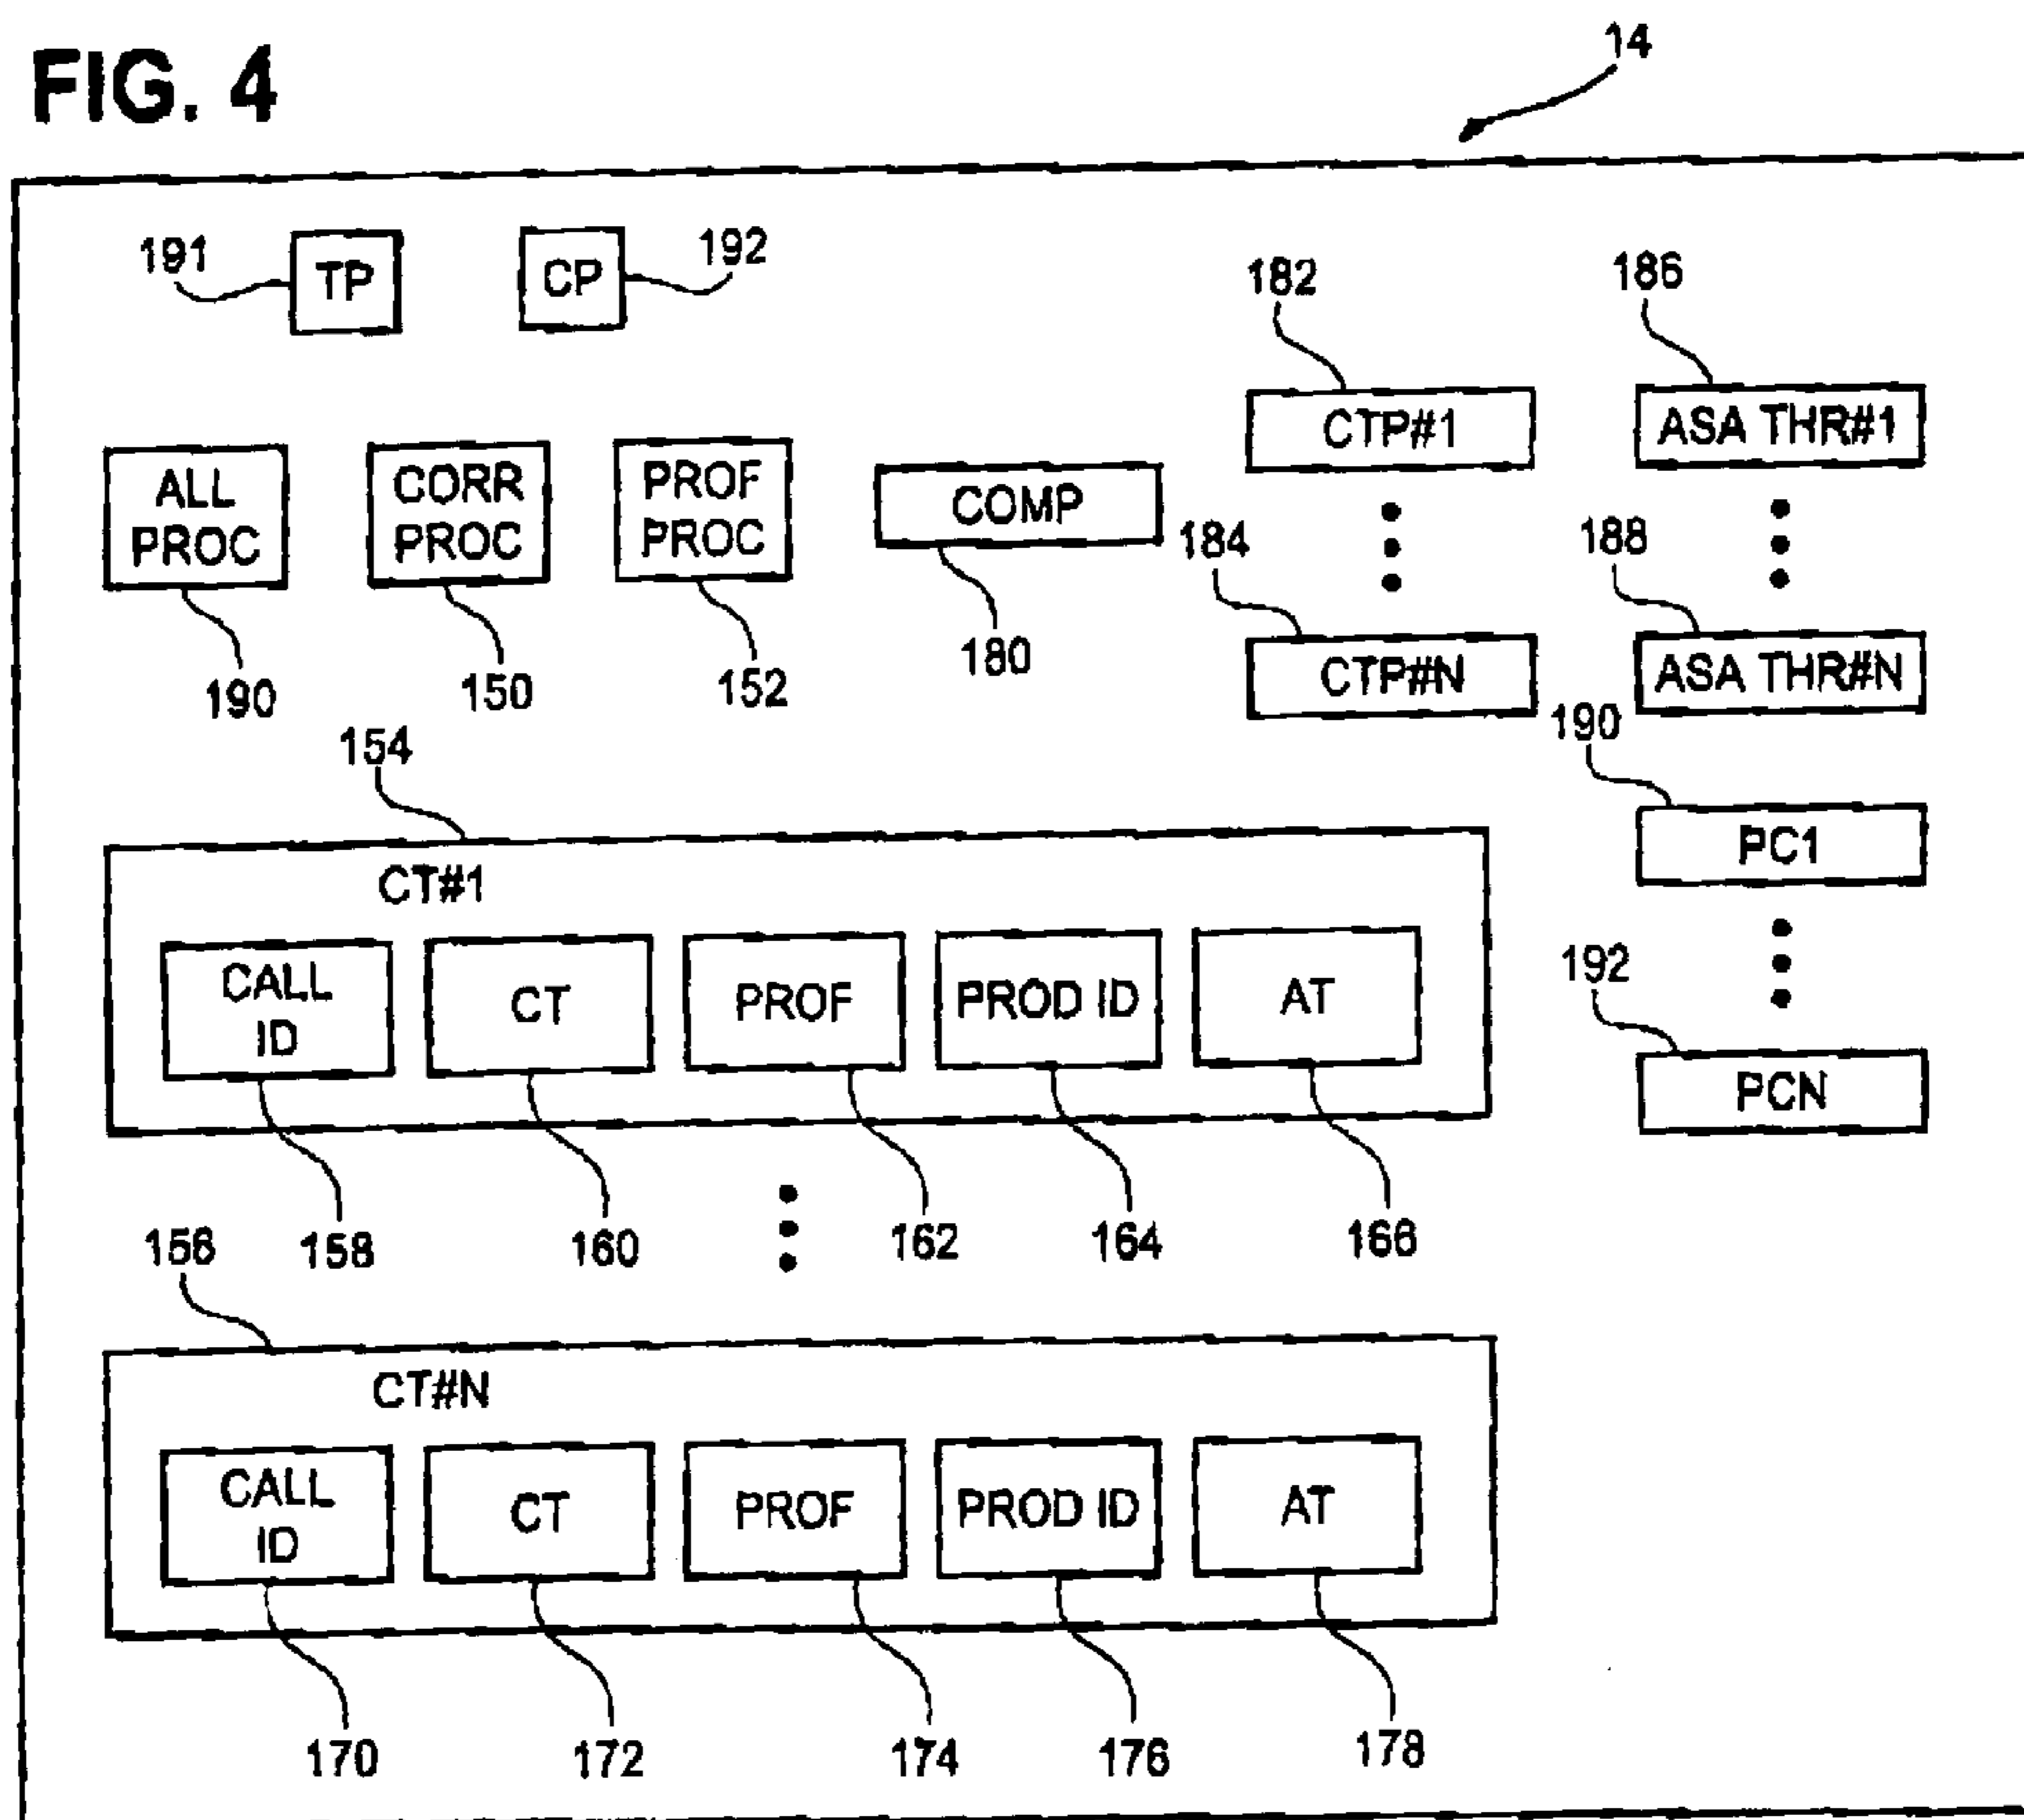 FIG. 4
14
191
TP
CP
192
182
186
CTP#1
ASA THR#1
ALL
PROC
CORR
PROC
PROF
PROC
COMP
184
188
190
150
152
180
CTP#N
ASA THR#N
190
154
PC1
CT#1
CALL
ID
CT
PROF
PROD ID
AT
192
PCN
158
160
162
164
166
156
CT#N
CALL
ID
CT
PROF
PROD ID
AT
170
172
174
176
178